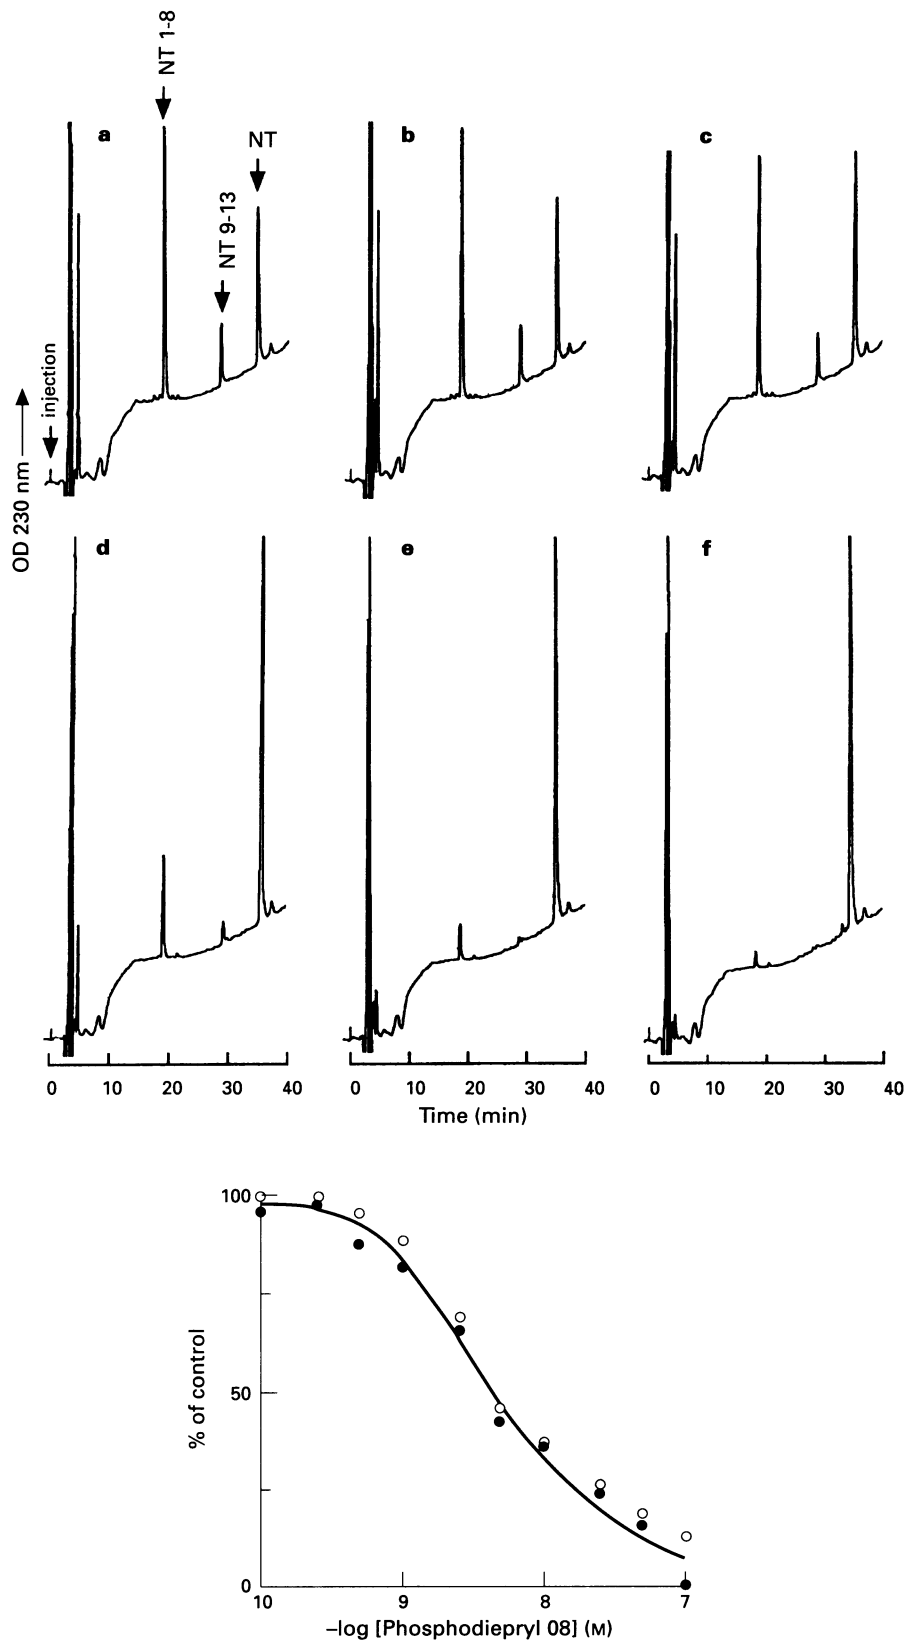 NT 1-8
a
NT
NT 9-13
b
c
injection
OD 230 nm
d
e
f
0 10 20 30 40
0 10 20 30 40
0 10 20 30 40
Time (min)
100
50
0
% of control
10 9 8 7
–log [Phosphodiepryl 08] (M)